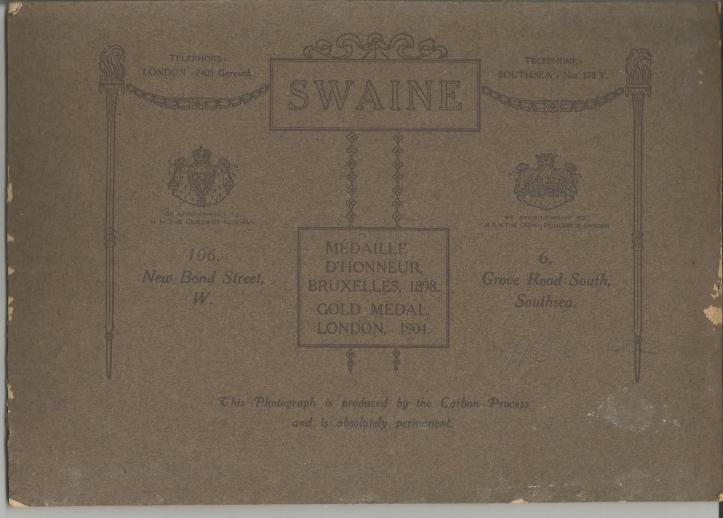 TELEPHONE:
LONDON - 7405 Gerrard.
SWAINE
TELEPHONE:
SOUTHSEA - Nat 378 Y.
BY APPOINTMENT TO
H.M. THE QUEEN OF NORWAY
BY APPOINTMENT TO
H.R.H. THE CROWN PRINCESS OF SWEDEN
106,
New Bond Street,
W.
MÉDAILLE
D'HONNEUR,
BRUXELLES, 1898.
GOLD MEDAL,
LONDON, 1904.
6,
Grove Road South,
Southsea.
This Photograph is produced by the Carbon Process
and is absolutely permanent.